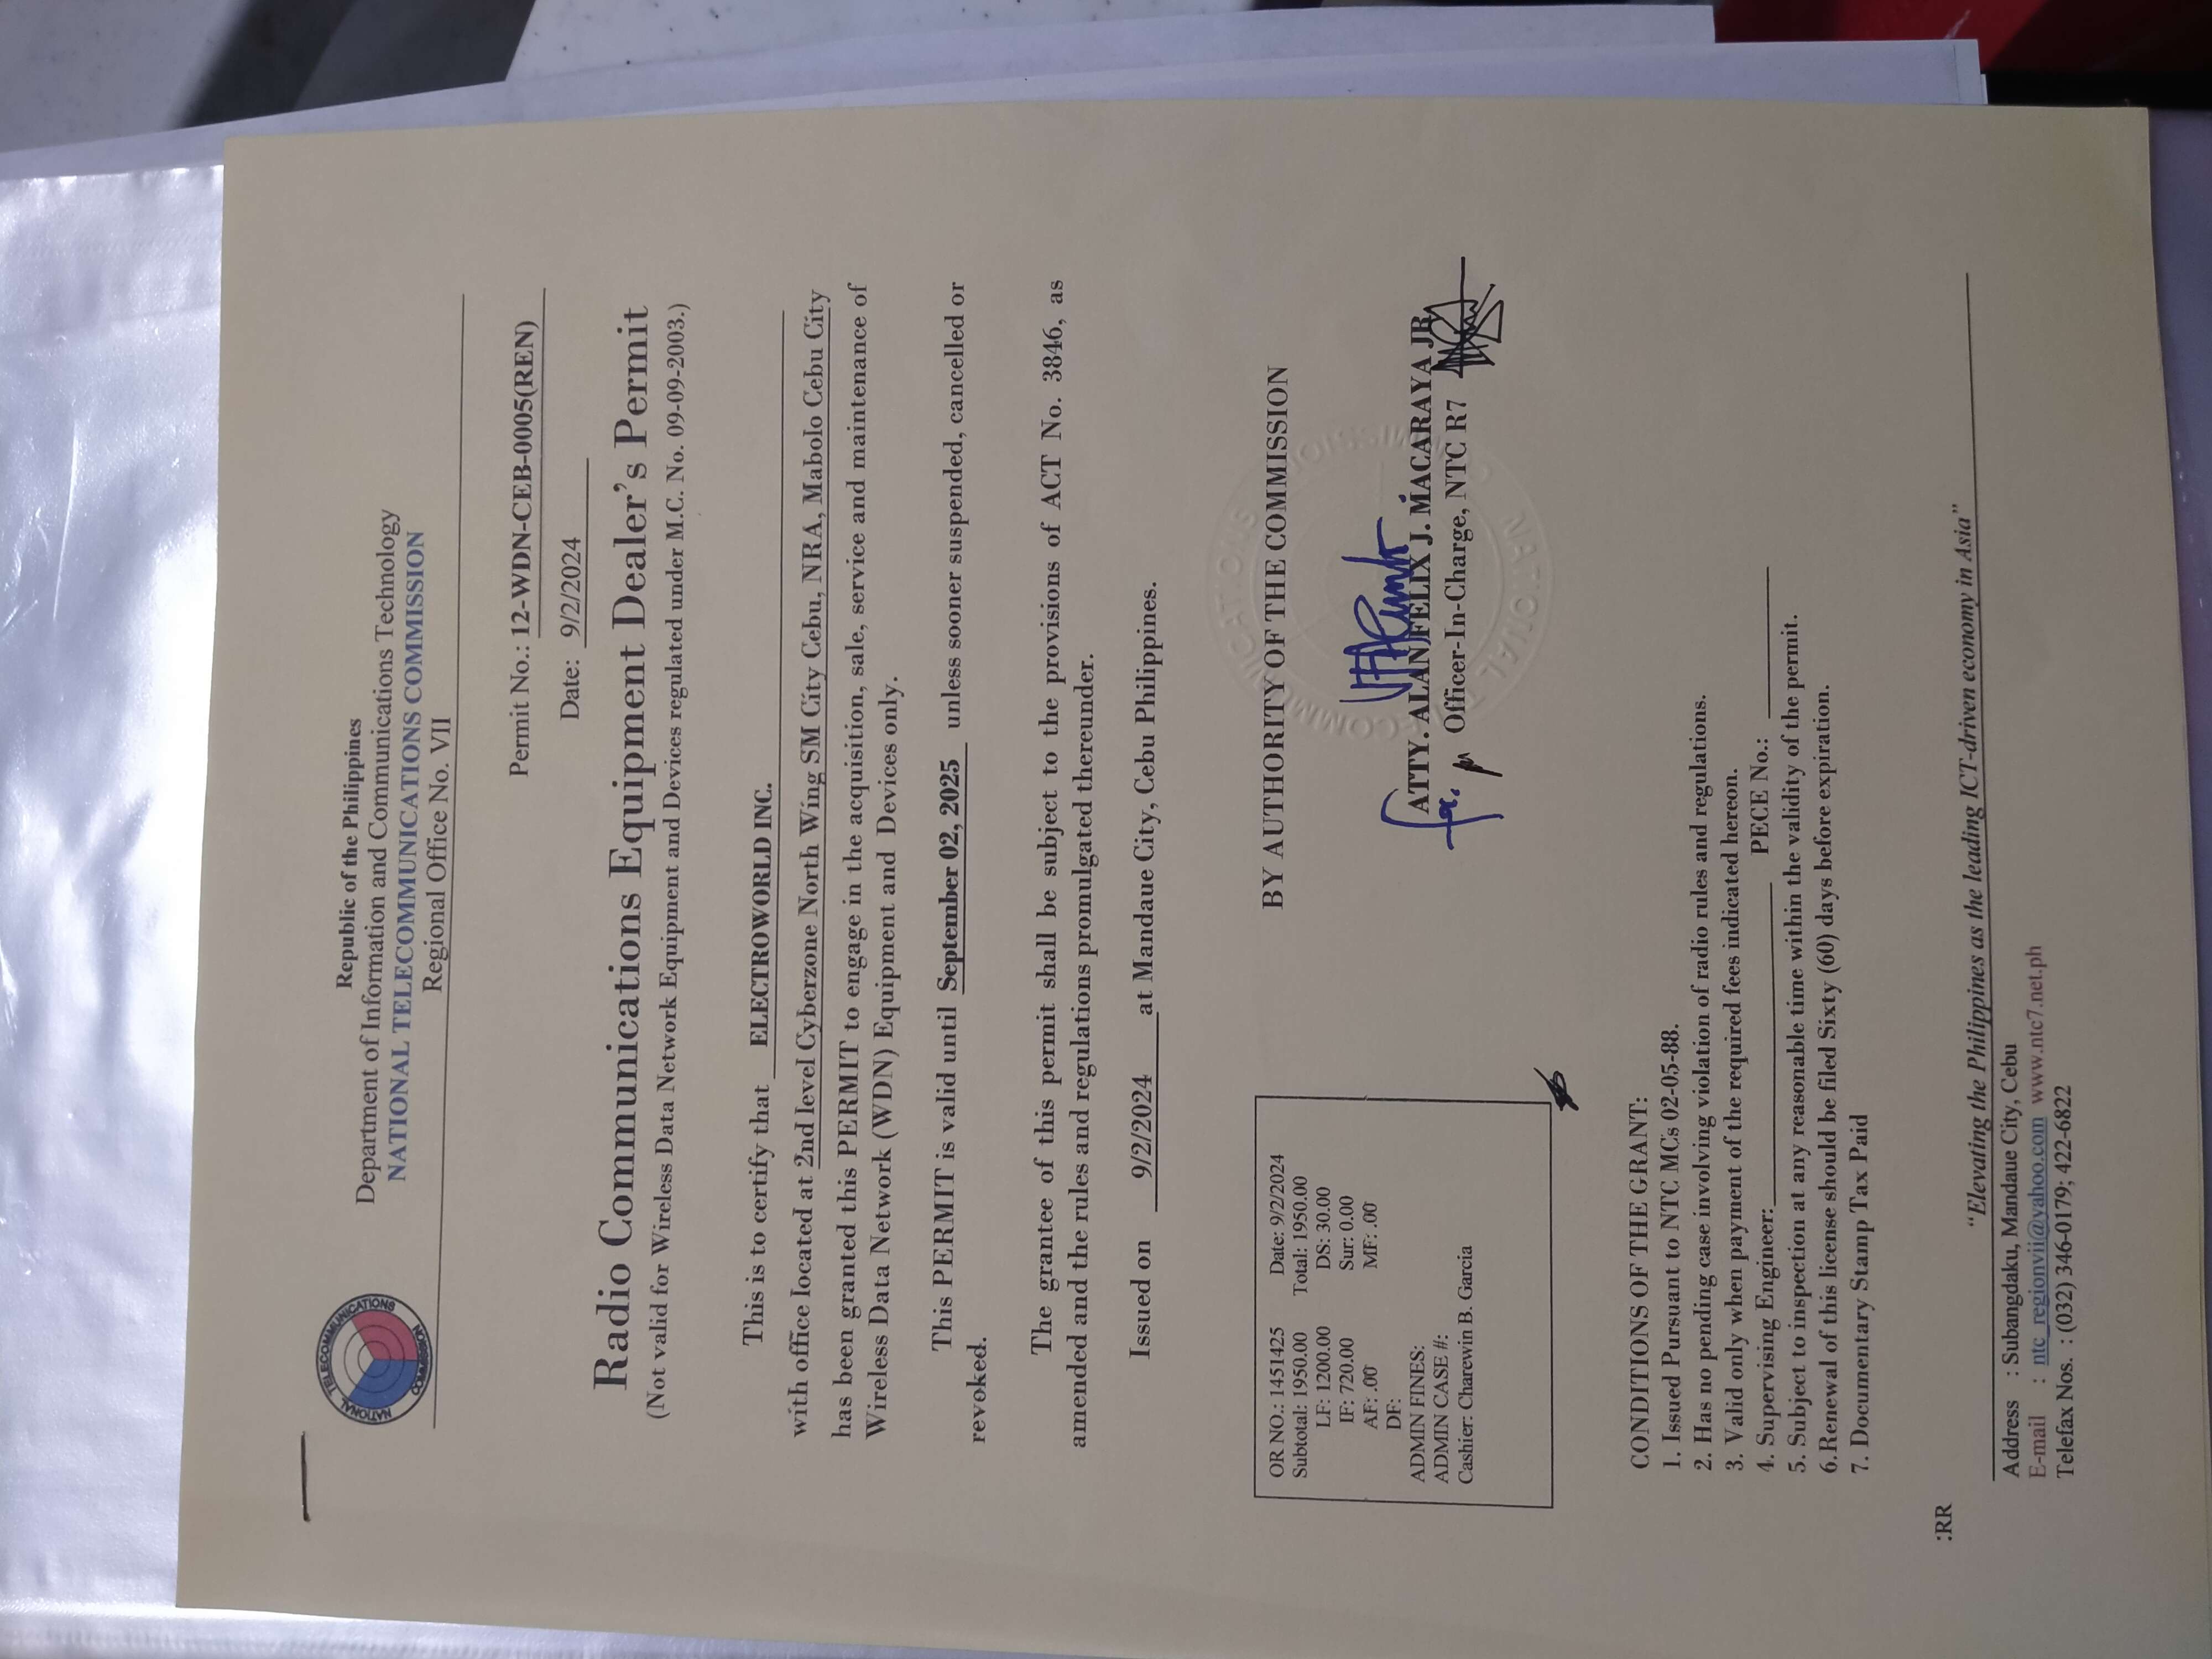 Republic of the Philippines
Department of Information and Communications Technology
NATIONAL TELECOMMUNICATIONS COMMISSION
Regional Office No. VII
NATIONAL TELECOMMUNICATIONS COMMISSION
Permit No.: 12-WDN-CEB-0005(REN)
Date: 9/2/2024
Radio Communications Equipment Dealer's Permit
(Not valid for Wireless Data Network Equipment and Devices regulated under M.C. No. 09-09-2003.)
This is to certify that ELECTROWORLD INC.
with office located at 2nd level Cyberzone North Wing SM City Cebu, NRA, Mabolo Cebu City
has been granted this PERMIT to engage in the acquisition, sale, service and maintenance of
Wireless Data Network (WDN) Equipment and Devices only.
This PERMIT is valid until September 02, 2025 unless sooner suspended, cancelled or
revoked.
The grantee of this permit shall be subject to the provisions of ACT No. 3846, as
amended and the rules and regulations promulgated thereunder.
Issued on 9/2/2024 at Mandaue City, Cebu Philippines.
BY AUTHORITY OF THE COMMISSION
NATIONAL TELECOMMUNICATIONS COMMISSION
for.
ATTY. ALAN FELIX J. MACARAYA JR.
Officer-In-Charge, NTC R7
OR NO.: 1451425 Date: 9/2/2024
Subtotal: 1950.00 Total: 1950.00
LF: 1200.00 DS: 30.00
IF: 720.00 Sur: 0.00
AF: .00 MF: .00
DF:
ADMIN FINES:
ADMIN CASE #:
Cashier: Charewin B. Garcia
CONDITIONS OF THE GRANT:
1. Issued Pursuant to NTC MCs 02-05-88.
2. Has no pending case involving violation of radio rules and regulations.
3. Valid only when payment of the required fees indicated hereon.
4. Supervising Engineer: PECE No.:
5. Subject to inspection at any reasonable time within the validity of the permit.
6.Renewal of this license should be filed Sixty (60) days before expiration.
7. Documentary Stamp Tax Paid
:RR
"Elevating the Philippines as the leading ICT-driven economy in Asia"
Address : Subangdaku, Mandaue City, Cebu
E-mail : ntc_regionvii@yahoo.com www.ntc7.net.ph
Telefax Nos. : (032) 346-0179; 422-6822